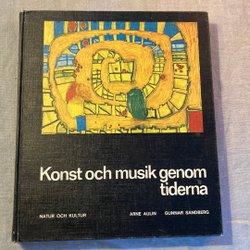 Konst och musik genom
tiderna
NATUR OCH KULTUR ARNE AULIN GUNNAR SANDBERG